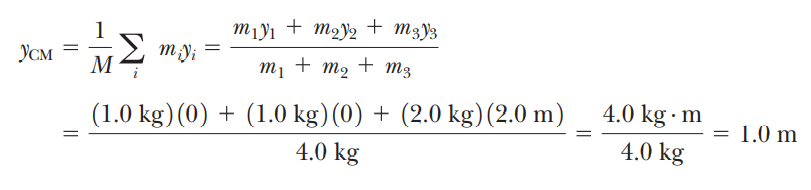 y_CM = 1/M ∑_i m_i y_i = (m_1y_1 + m_2y_2 + m_3y_3)/(m_1 + m_2 + m_3)
= ((1.0 kg)(0) + (1.0 kg)(0) + (2.0 kg)(2.0 m))/(4.0 kg) = (4.0 kg · m)/(4.0 kg) = 1.0 m